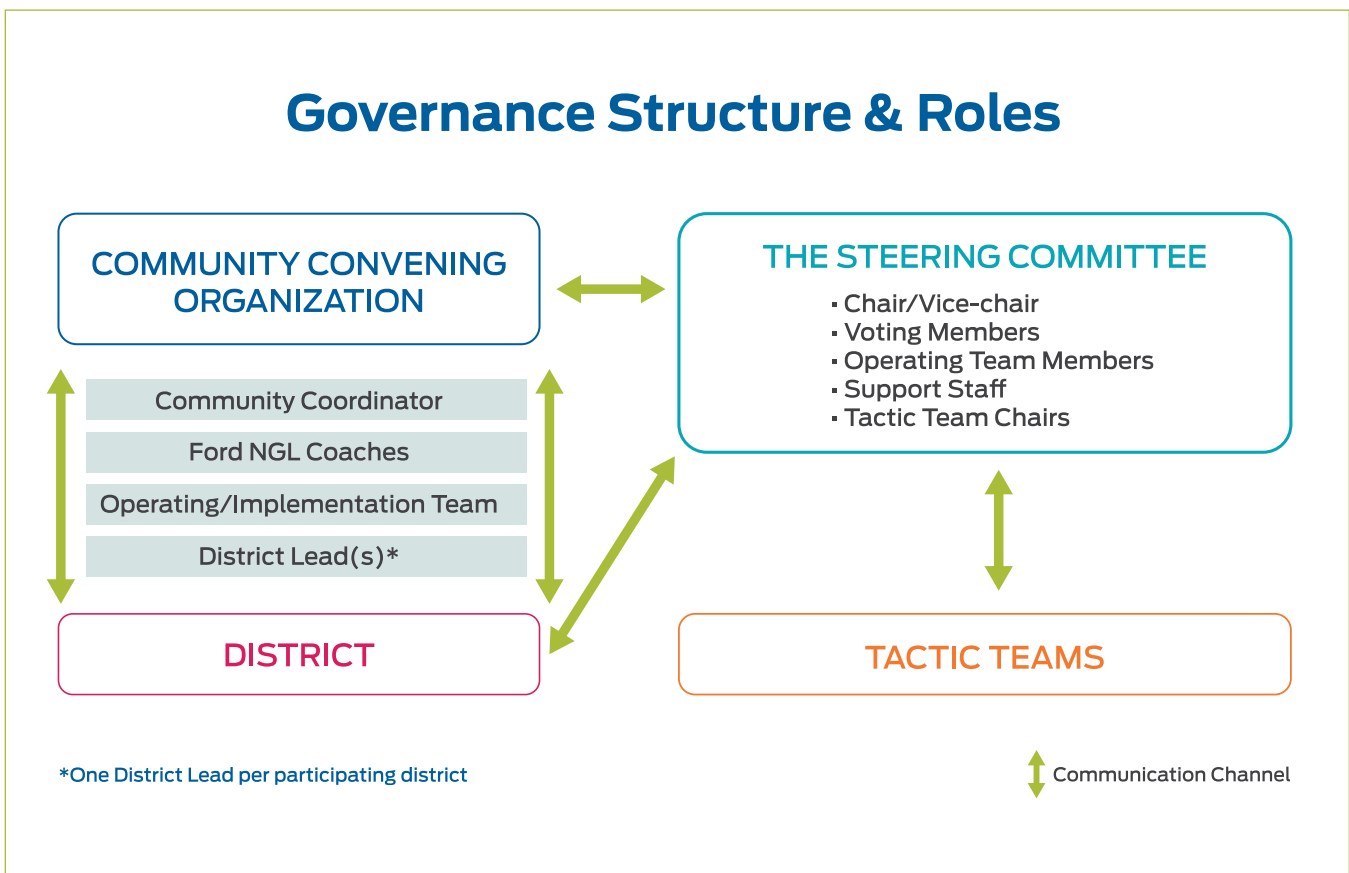 Governance Structure & Roles
COMMUNITY CONVENING
ORGANIZATION
Community Coordinator
Ford NGL Coaches
Operating/Implementation Team
District Lead(s)*
DISTRICT
THE STEERING COMMITTEE
▪ Chair/Vice-chair
▪ Voting Members
▪ Operating Team Members
▪ Support Staff
▪ Tactic Team Chairs
TACTIC TEAMS
*One District Lead per participating district
Communication Channel